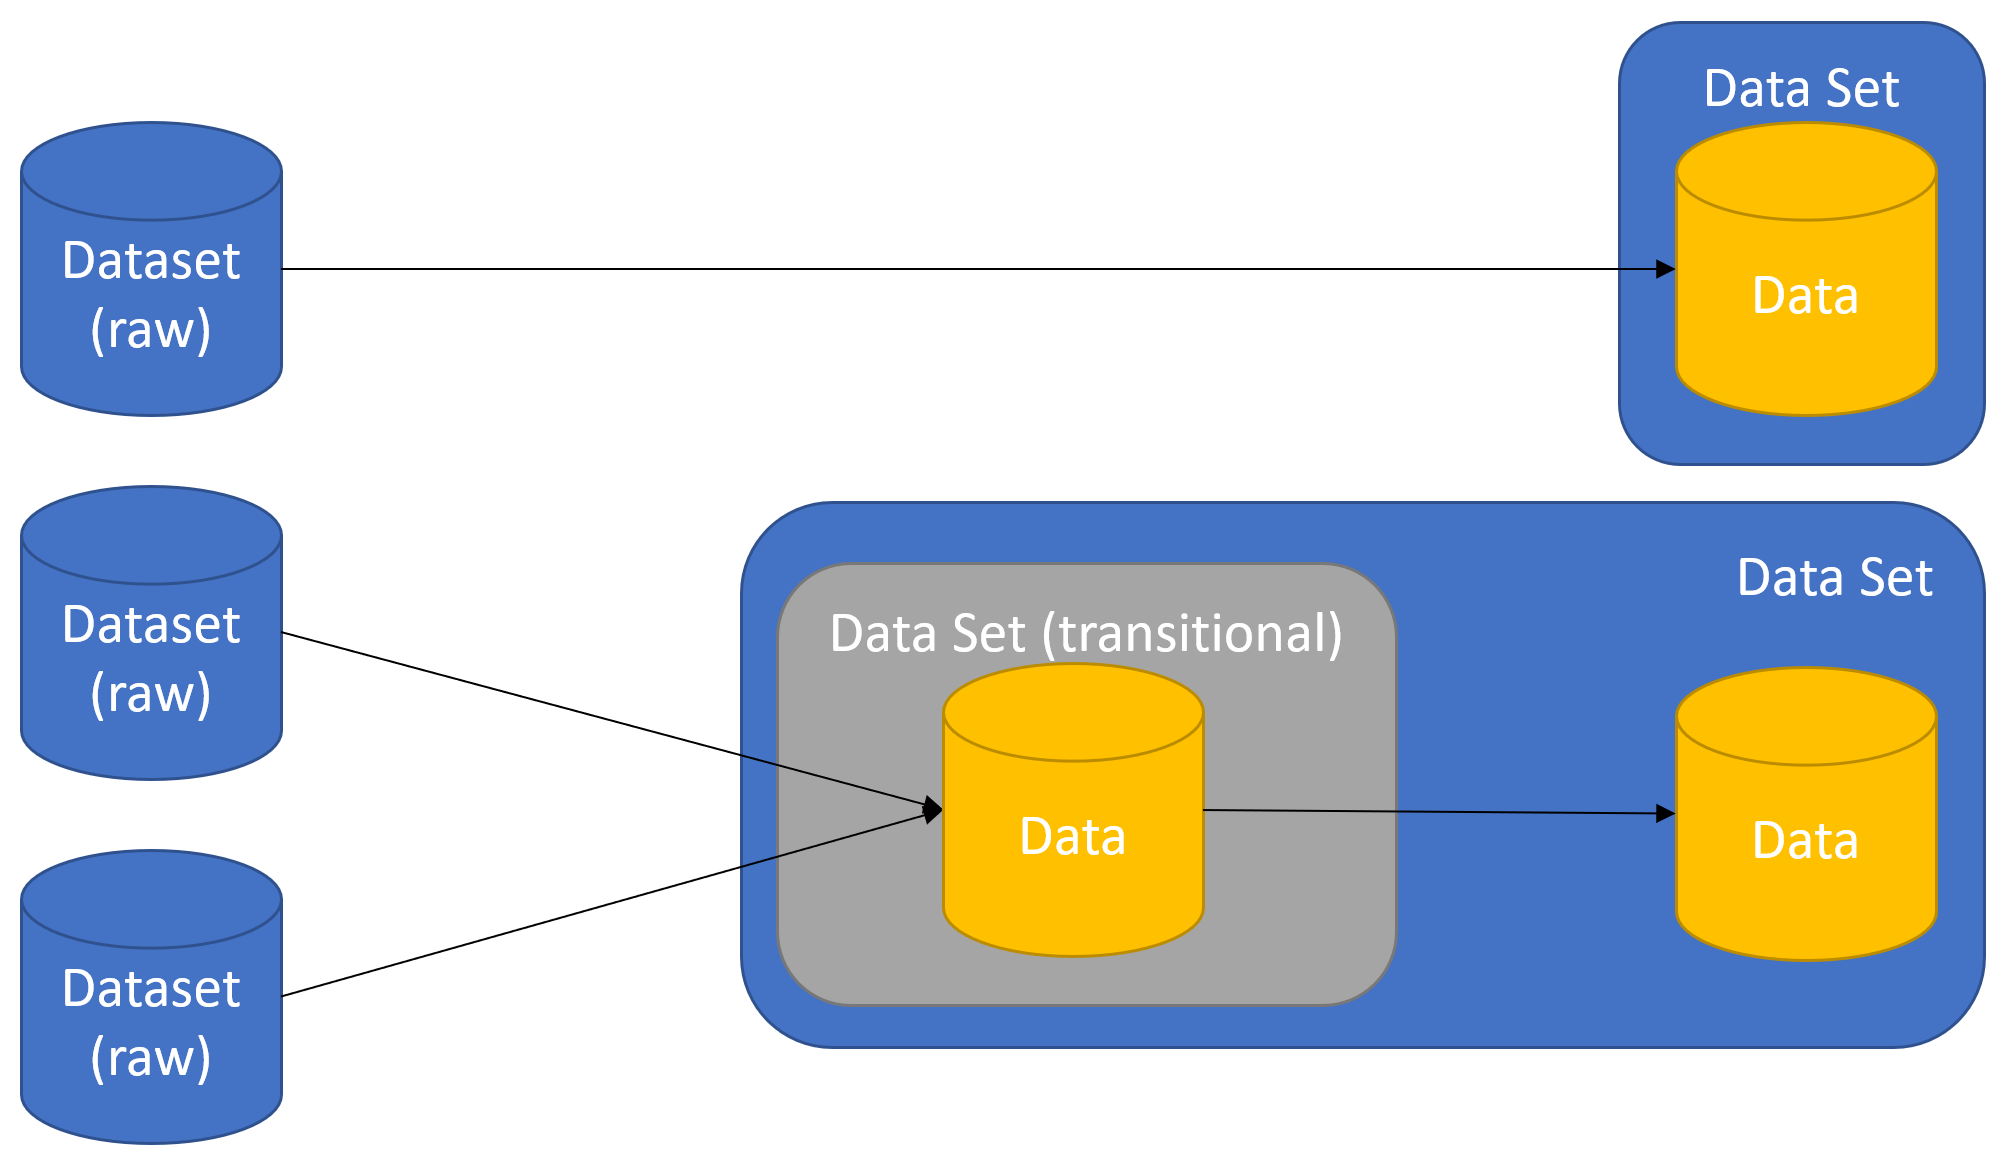 Data Set
Dataset
(raw)
Data
Dataset
(raw)
Data Set
Data Set (transitional)
Data
Data
Dataset
(raw)